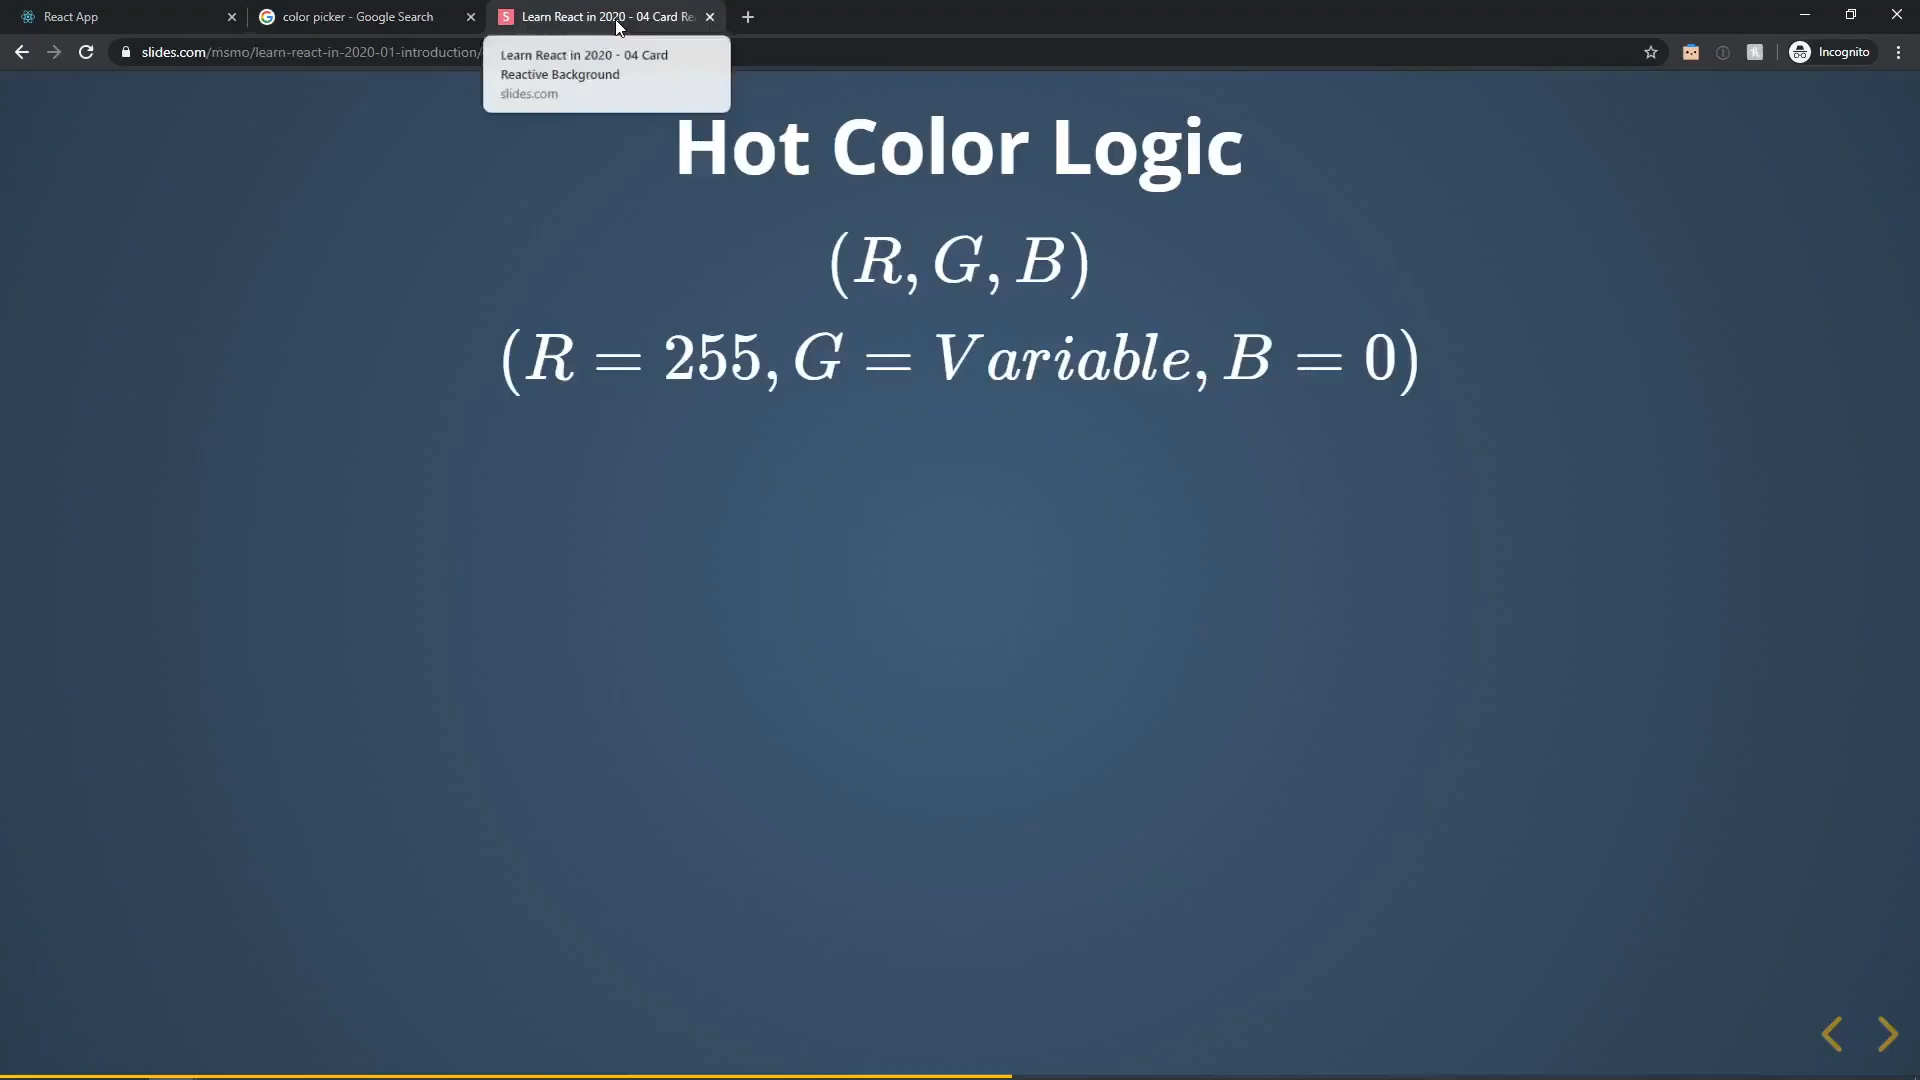 React App
color picker - Google Search
S Learn React in 2020 - 04 Card Re
slides.com/msmo/learn-react-in-2020-01-introduction/
Incognito
Learn React in 2020 - 04 Card
Reactive Background
slides.com
Hot Color Logic
(R, G, B)
(R = 255, G = Variable, B = 0)